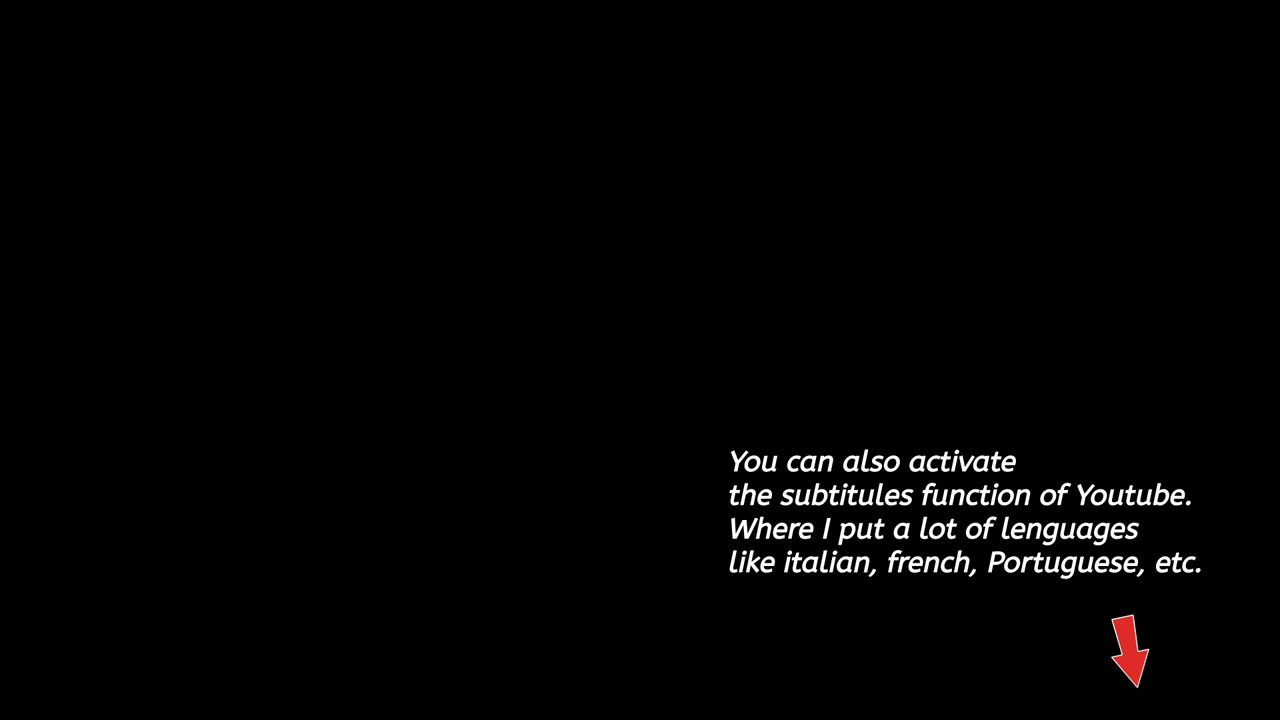 You can also activate
the subtitules function of Youtube.
Where I put a lot of lenguages
like italian, french, Portuguese, etc.